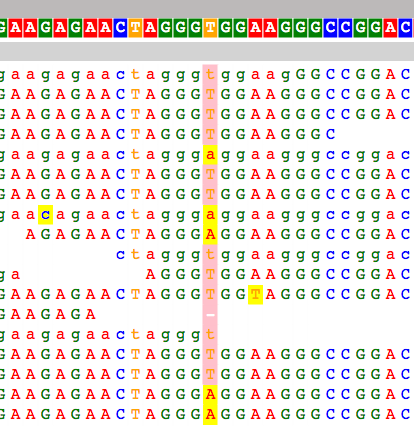 GAAGAGAACTAGGGTGGAAGGGCCGGAC
gaagagaactagggtggaagGGCCGGAC
GAAGAGAACTAGGGTGGAAGGGCCGGAC
GAAGAGAACTAGGGTGGAAGGGCCGGAC
GAAGAGAACTAGGGTGGAAGGGC
gaagagaactagggaggaagggccggac
GAAGAGAACTAGGGTGGAAGGGCCGGAC
GAAGAGAACTAGGGTGGAAGGGCCGGAC
gaacagaactagggaggaagggccggac
AGAGAACTAGGGAGGAAGGGCCGGAC
ctagggtggaagggccggac
ga AGGGTGGAAGGGCCGGAC
GAAGAGAACTAGGGTGGTAGGGCCGGAC
GAAGAGA -
gaagagaactagggt
GAAGAGAACTAGGGTGGAAGGGCCGGAC
GAAGAGAACTAGGGTGGAAGGGCCGGAC
GAAGAGAACTAGGGAGGAAGGGCCGGAC
GAAGAGAACTAGGGAGGAAGGGCCGGAC